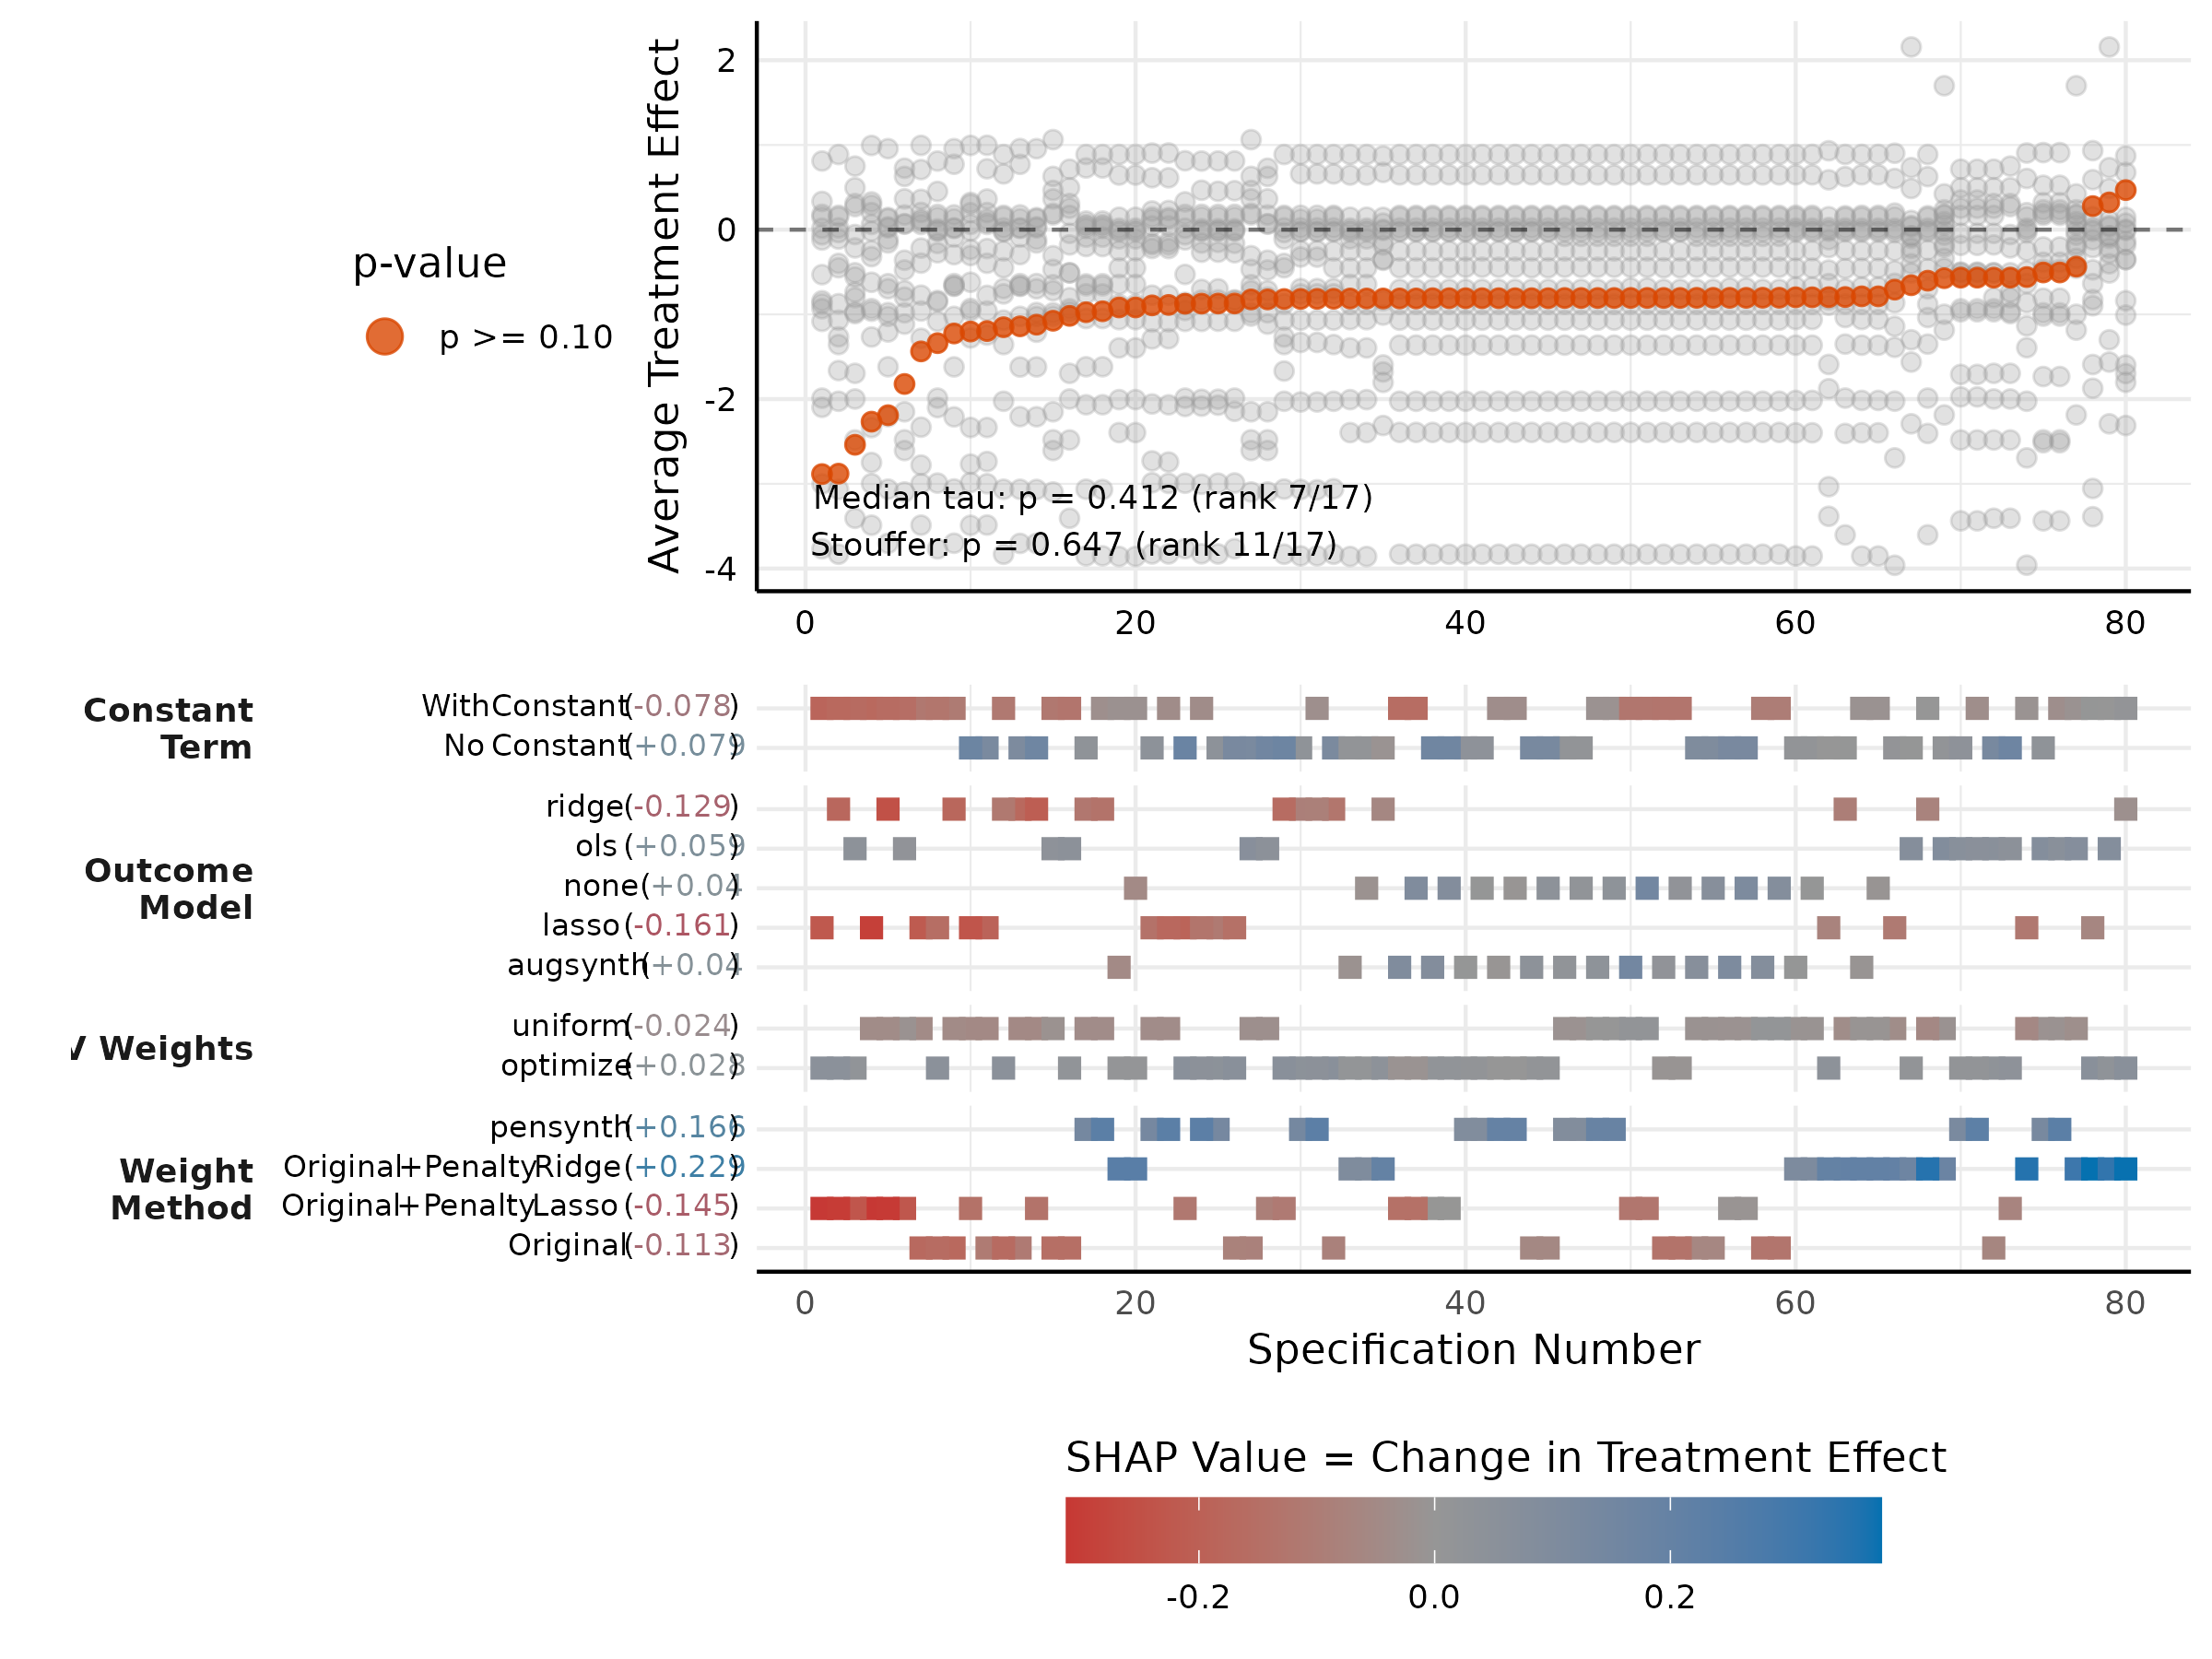 Average Treatment Effect
2
0
-2
-4
p-value
p >= 0.10
Median tau: p = 0.412 (rank 7/17)
Stouffer: p = 0.647 (rank 11/17)
0 20 40 60 80
Constant
Term
WithConstant(-0.078)
No Constant(+0.079)
Outcome
Model
ridge(-0.129)
ols (+0.059)
none(+0.04)
lasso(-0.161)
augsynth(+0.04)
V Weights
uniform(-0.024)
optimize(+0.028)
Weight
Method
pensynth(+0.166)
Original+PenaltyRidge(+0.229)
Original+PenaltyLasso(-0.145)
Original(-0.113)
0 20 40 60 80
Specification Number
SHAP Value = Change in Treatment Effect
-0.2 0.0 0.2